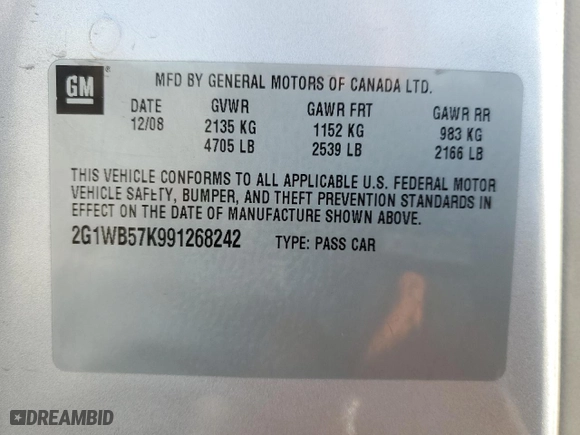 GM ®
MFD BY GENERAL MOTORS OF CANADA LTD.
DATE GVWR GAWR FRT GAWR RR
12/08 2135 KG 1152 KG 983 KG
4705 LB 2539 LB 2166 LB
THIS VEHICLE CONFORMS TO ALL APPLICABLE U.S. FEDERAL MOTOR
VEHICLE SAFETY, BUMPER, AND THEFT PREVENTION STANDARDS IN
EFFECT ON THE DATE OF MANUFACTURE SHOWN ABOVE.
2G1WB57K991268242 TYPE: PASS CAR
DREAMBID